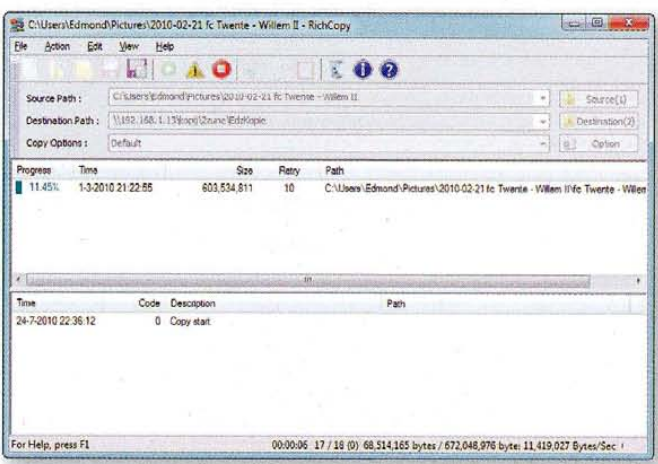 C:\Users\Edmond\Pictures\2010-02-21 fc Twente - Willem II - RichCopy
File Action Edit View Help
Source Path : C:\Users\Edmond\Pictures\2010-02-21 fc Twente - Willem II Source(1)
Destination Path : \\192.168.1.13\ Destination(2)
Copy Options : Default Option
Progress Time Size Retry Path
11.45% 1-3-2010 21:22:55 603,534,811 10 C:\Users\Edmond\Pictures\2010-02-21 fc Twente - Willem II\fc Twente - Willem
Time Code Description Path
24-7-2010 22:36:12 0 Copy start
For Help, press F1 00:00:06 17 / 18 (0) 68,514,165 bytes / 672,048,976 byte: 11,419,027 Bytes/Sec